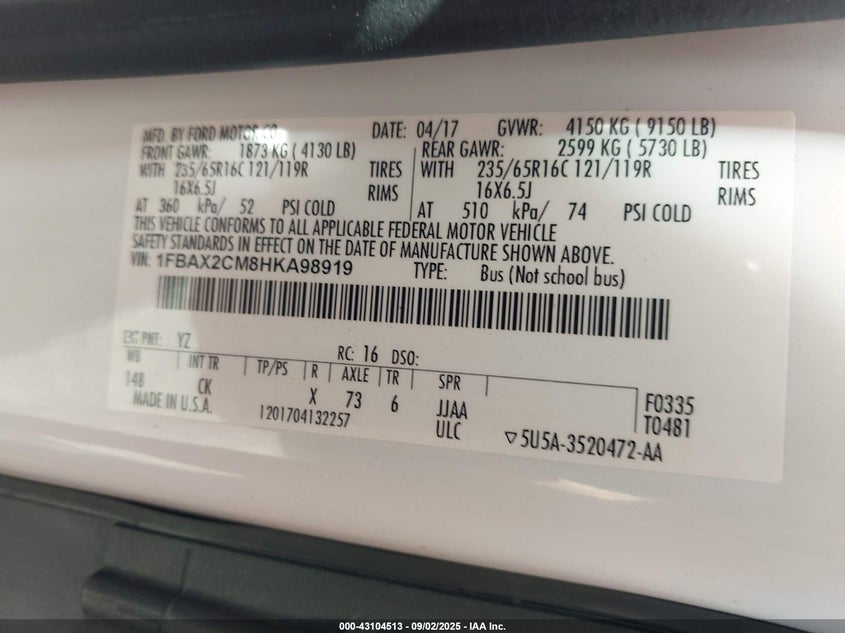 MFD. BY FORD MOTOR CO. DATE: 04/17 GVWR: 4150 KG ( 9150 LB)
FRONT GAWR: 1873 KG ( 4130 LB) REAR GAWR: 2599 KG ( 5730 LB)
WITH 235/65R16C 121/119R TIRES WITH 235/65R16C 121/119R TIRES
16X6.5J RIMS 16X6.5J RIMS
AT 360 kPa/ 52 PSI COLD AT 510 kPa/ 74 PSI COLD
THIS VEHICLE CONFORMS TO ALL APPLICABLE FEDERAL MOTOR VEHICLE
SAFETY STANDARDS IN EFFECT ON THE DATE OF MANUFACTURE SHOWN ABOVE.
VIN: 1FBAX2CM8HKA98919 TYPE: Bus (Not school bus)
EXT PNT: YZ RC: 16 DSO:
WB INT TR TP/PS R AXLE TR SPR
148 CK X 73 6 JJAA F0335
MADE IN U.S.A. 1201704132257 ULC T0481
▽5U5A-3520472-AA
000-43104513 - 09/02/2025 - IAA Inc.